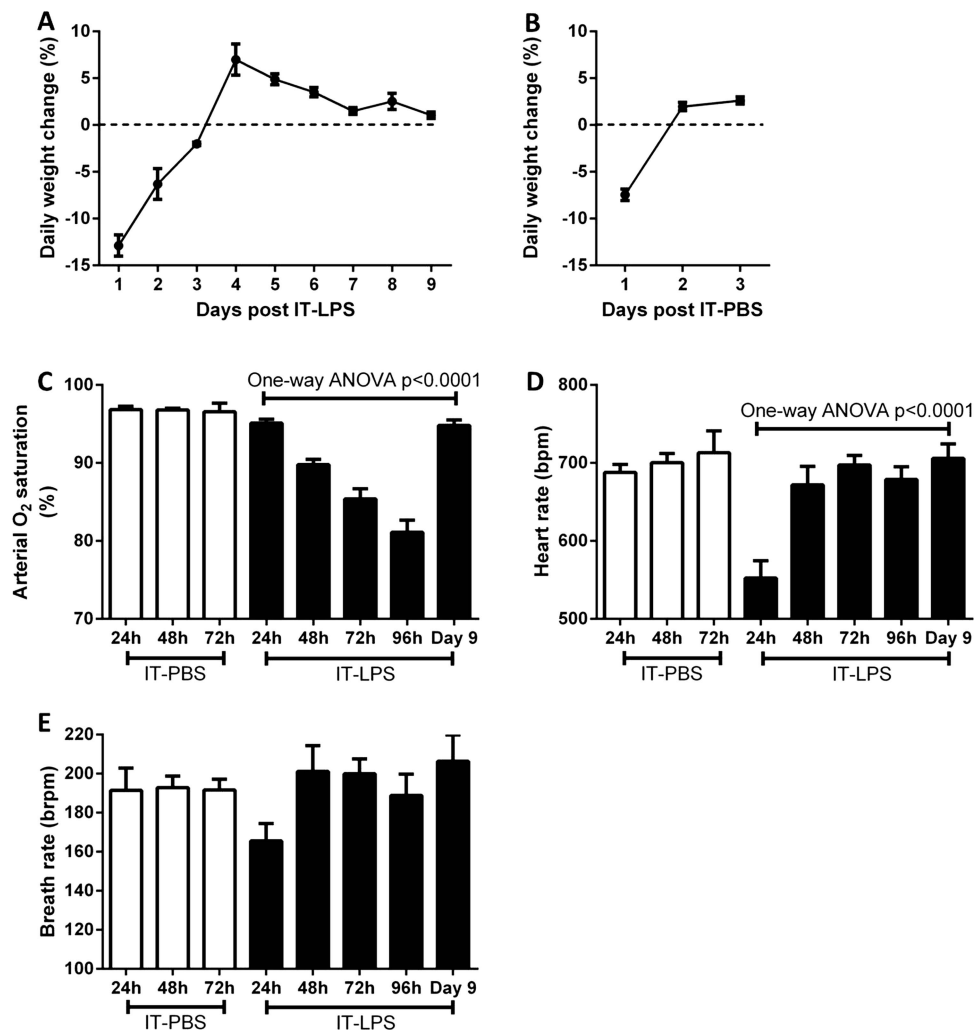 A
Daily weight change (%)
10
5
0
-5
-10
-15
1 2 3 4 5 6 7 8 9
Days post IT-LPS
B
Daily weight change (%)
10
5
0
-5
-10
-15
1 2 3
Days post IT-PBS
C
Arterial O2 saturation
(%)
100
90
80
70
One-way ANOVA p<0.0001
24h 48h 72h 24h 48h 72h 96h Day 9
IT-PBS IT-LPS
D
Heart rate (bpm)
800
700
600
500
One-way ANOVA p<0.0001
24h 48h 72h 24h 48h 72h 96h Day 9
IT-PBS IT-LPS
E
Breath rate (brpm)
220
200
180
160
140
120
100
24h 48h 72h 24h 48h 72h 96h Day 9
IT-PBS IT-LPS